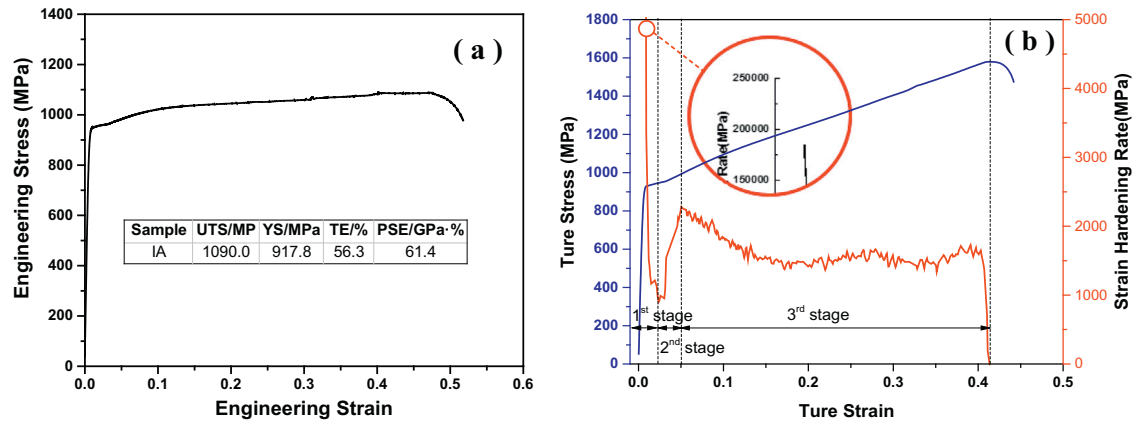 ( a )
Engineering Stress (MPa)
1400
1200
1000
800
600
400
200
0
Sample UTS/MP YS/MPa TE/% PSE/GPa·%
IA 1090.0 917.8 56.3 61.4
0.0 0.1 0.2 0.3 0.4 0.5 0.6
Engineering Strain
( b )
Ture Stress (MPa)
1800
1600
1400
1200
1000
800
600
400
200
0
Rate(MPa)
250000
200000
150000
1st stage
2nd stage
3rd stage
5000
4000
3000
2000
1000
0
Strain Hardening Rate(MPa)
0.0 0.1 0.2 0.3 0.4 0.5
Ture Strain